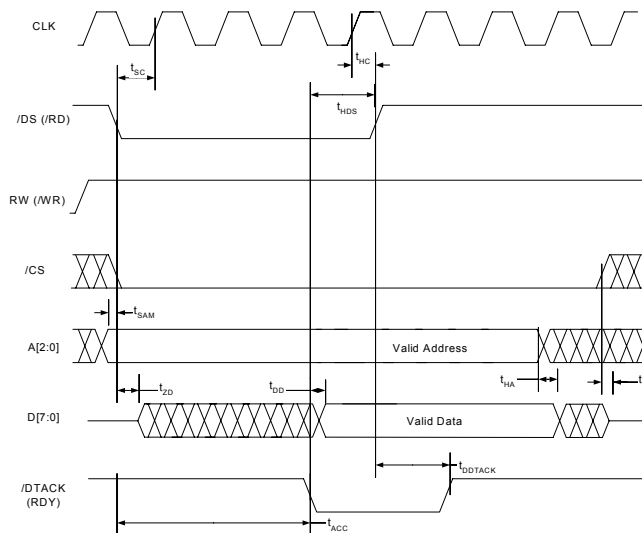 CLK
tHC
tSC
tHDS
/DS (/RD)
RW (/WR)
/CS
tSAM
A[2:0]
Valid Address
tZD
tDD
tHA
t
D[7:0]
Valid Data
tDDTACK
/DTACK
(RDY)
tACC